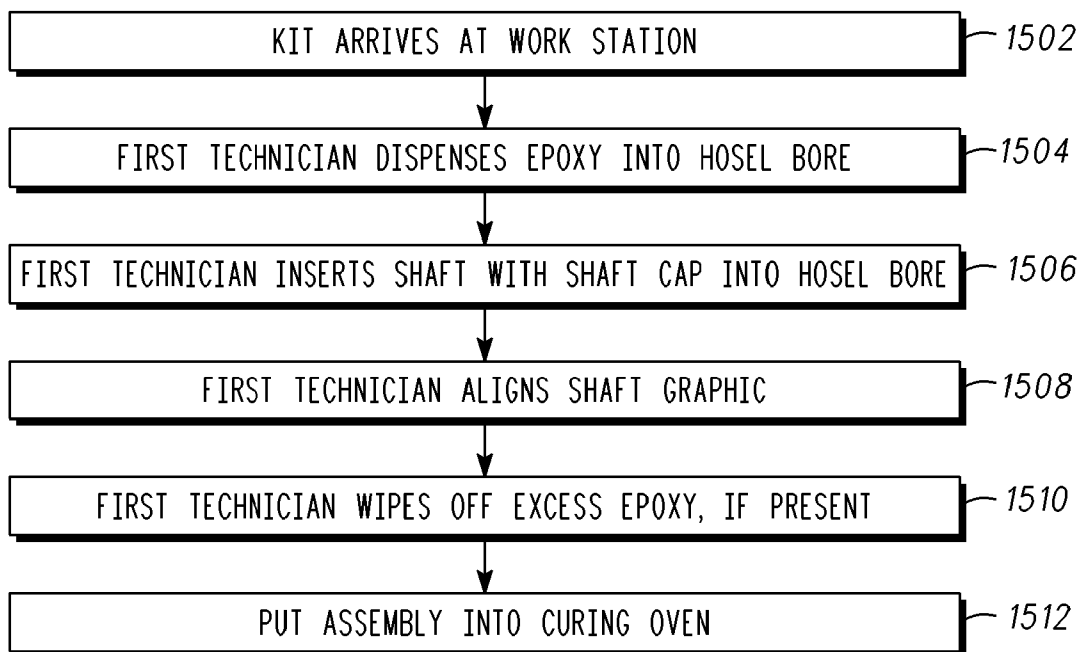 KIT ARRIVES AT WORK STATION 1502
FIRST TECHNICIAN DISPENSES EPOXY INTO HOSEL BORE 1504
FIRST TECHNICIAN INSERTS SHAFT WITH SHAFT CAP INTO HOSEL BORE 1506
FIRST TECHNICIAN ALIGNS SHAFT GRAPHIC 1508
FIRST TECHNICIAN WIPES OFF EXCESS EPOXY, IF PRESENT 1510
PUT ASSEMBLY INTO CURING OVEN 1512